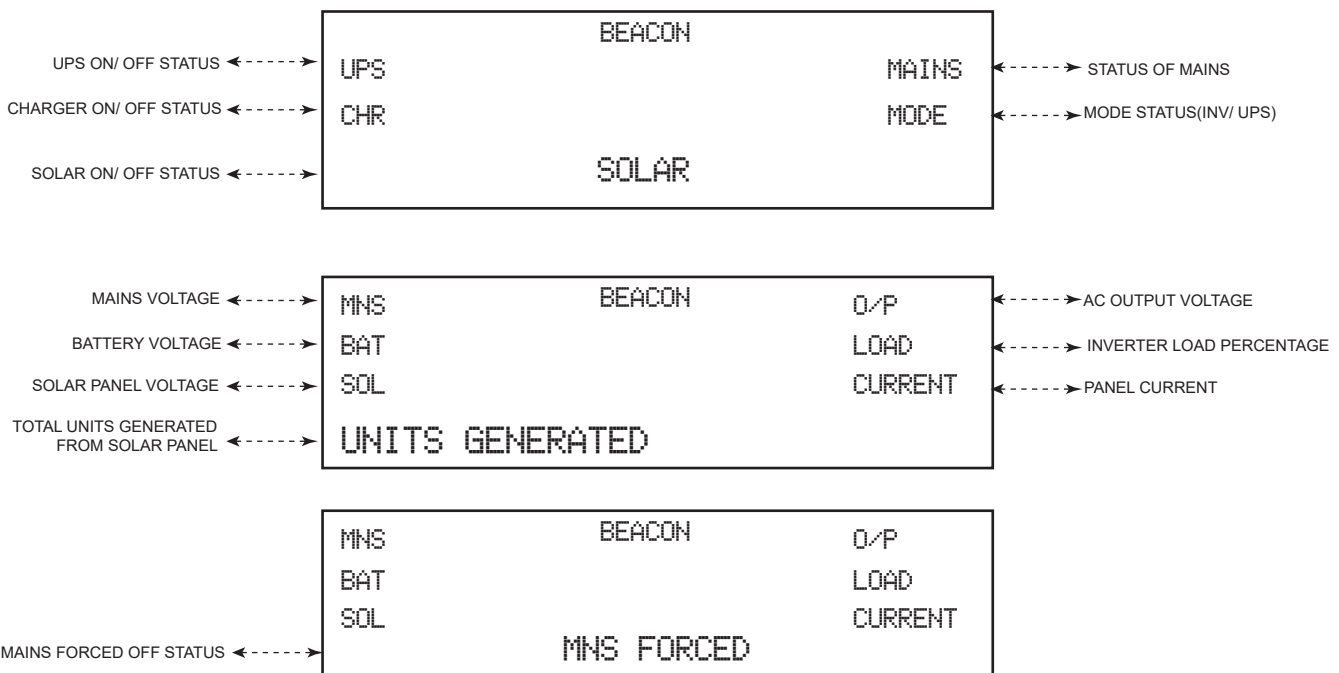 BEACON
UPS ON/ OFF STATUS UPS MAINS STATUS OF MAINS
CHARGER ON/ OFF STATUS CHR MODE MODE STATUS(INV/ UPS)
SOLAR ON/ OFF STATUS SOLAR
MAINS VOLTAGE MNS BEACON O/P AC OUTPUT VOLTAGE
BATTERY VOLTAGE BAT LOAD INVERTER LOAD PERCENTAGE
SOLAR PANEL VOLTAGE SOL CURRENT PANEL CURRENT
TOTAL UNITS GENERATED
FROM SOLAR PANEL
UNITS GENERATED
MNS BEACON O/P
BAT LOAD
SOL CURRENT
MAINS FORCED OFF STATUS MNS FORCED